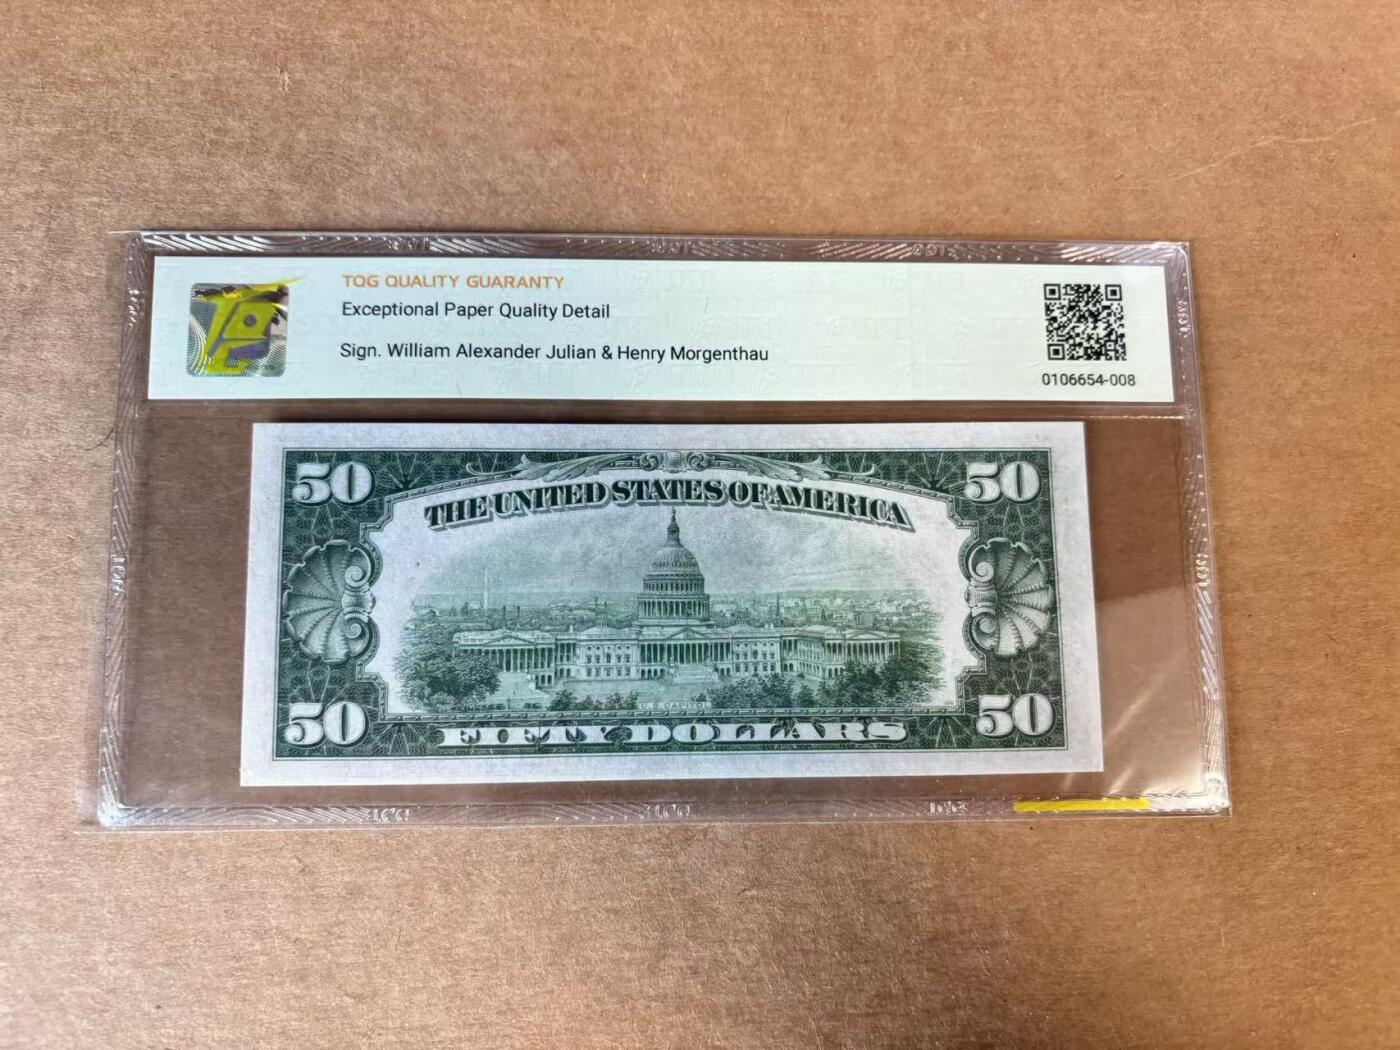 TQG QUALITY GUARANTY
Exceptional Paper Quality Detail
Sign. William Alexander Julian & Henry Morgenthau
0106654-008
50 50
THE UNITED STATES OF AMERICA
U.S. CAPITOL
50 50
FIFTY DOLLARS